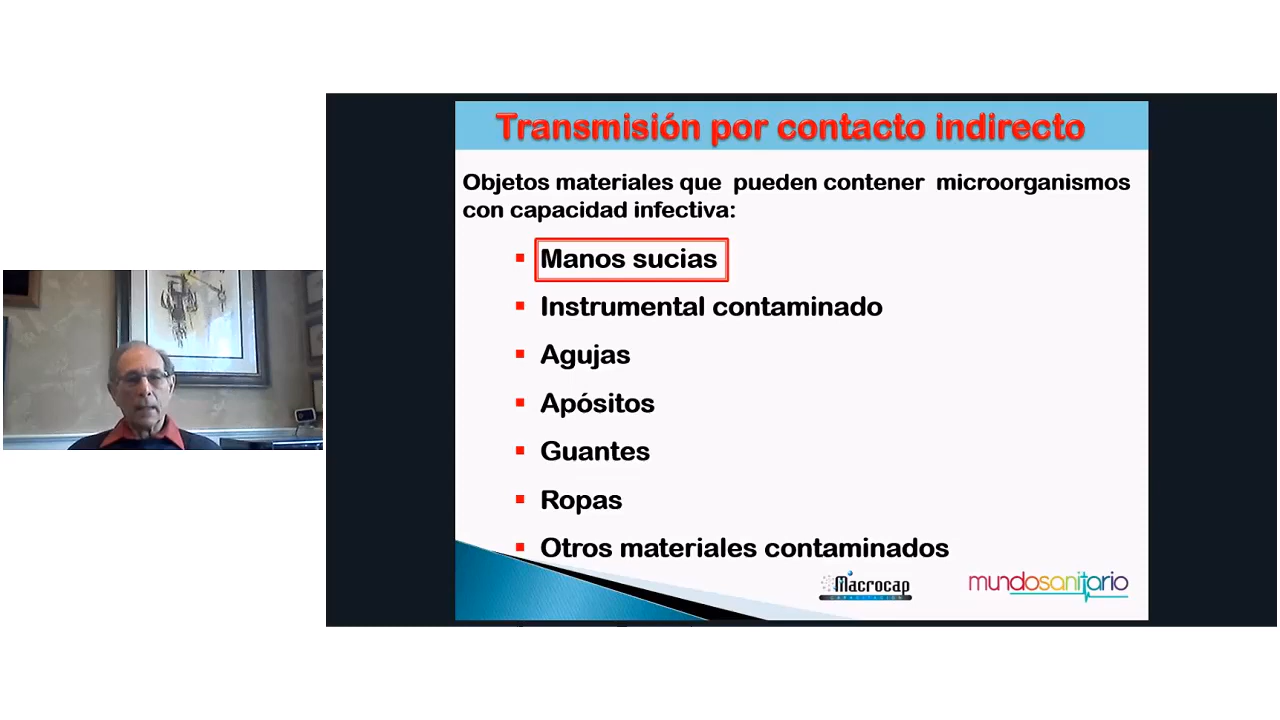 Transmisión por contacto indirecto
Objetos materiales que pueden contener microorganismos
con capacidad infectiva:
Manos sucias
Instrumental contaminado
Agujas
Apósitos
Guantes
Ropas
Otros materiales contaminados
Macrocap
CAPACITACIÓN
mundosanitario